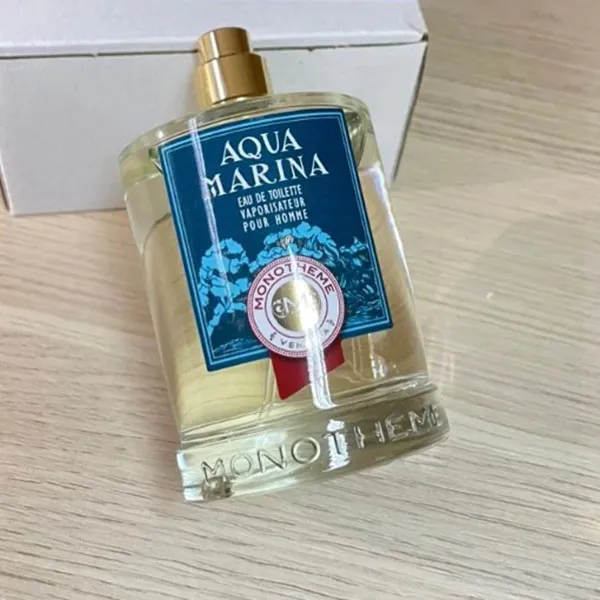 AQUA
MARINA
EAU DE TOILETTE
VAPORISATEUR
POUR HOMME
MONOTHEME
MONOTHEME